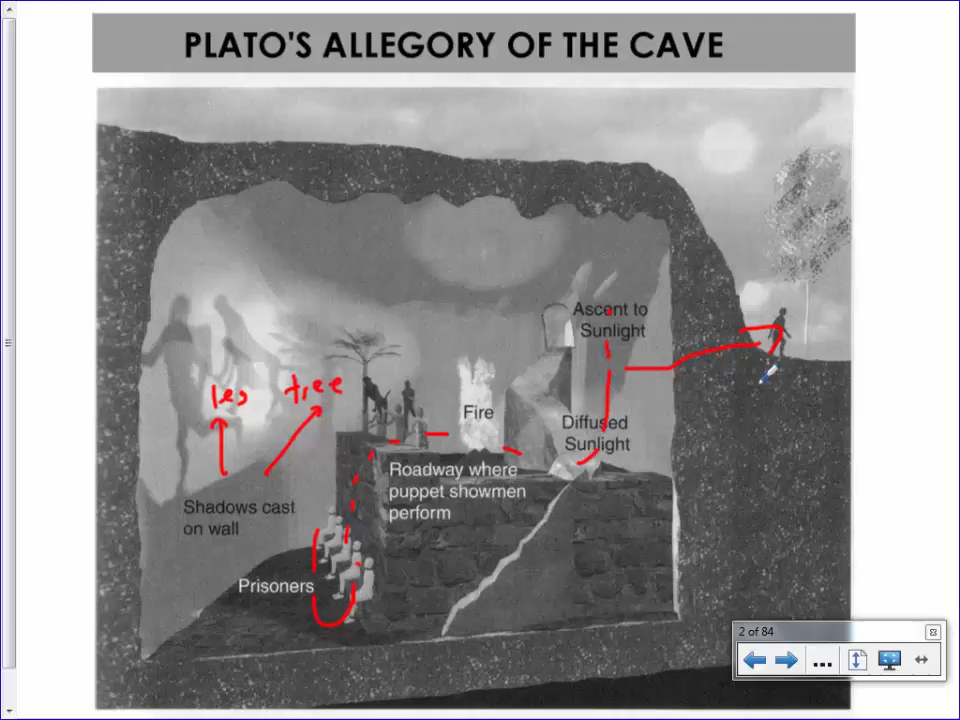 PLATO'S ALLEGORY OF THE CAVE
Ascent to
Sunlight
tree
Fire
Diffused
Sunlight
Roadway where
puppet showmen
perform
Shadows cast
on wall
Prisoners
2 of 84
...